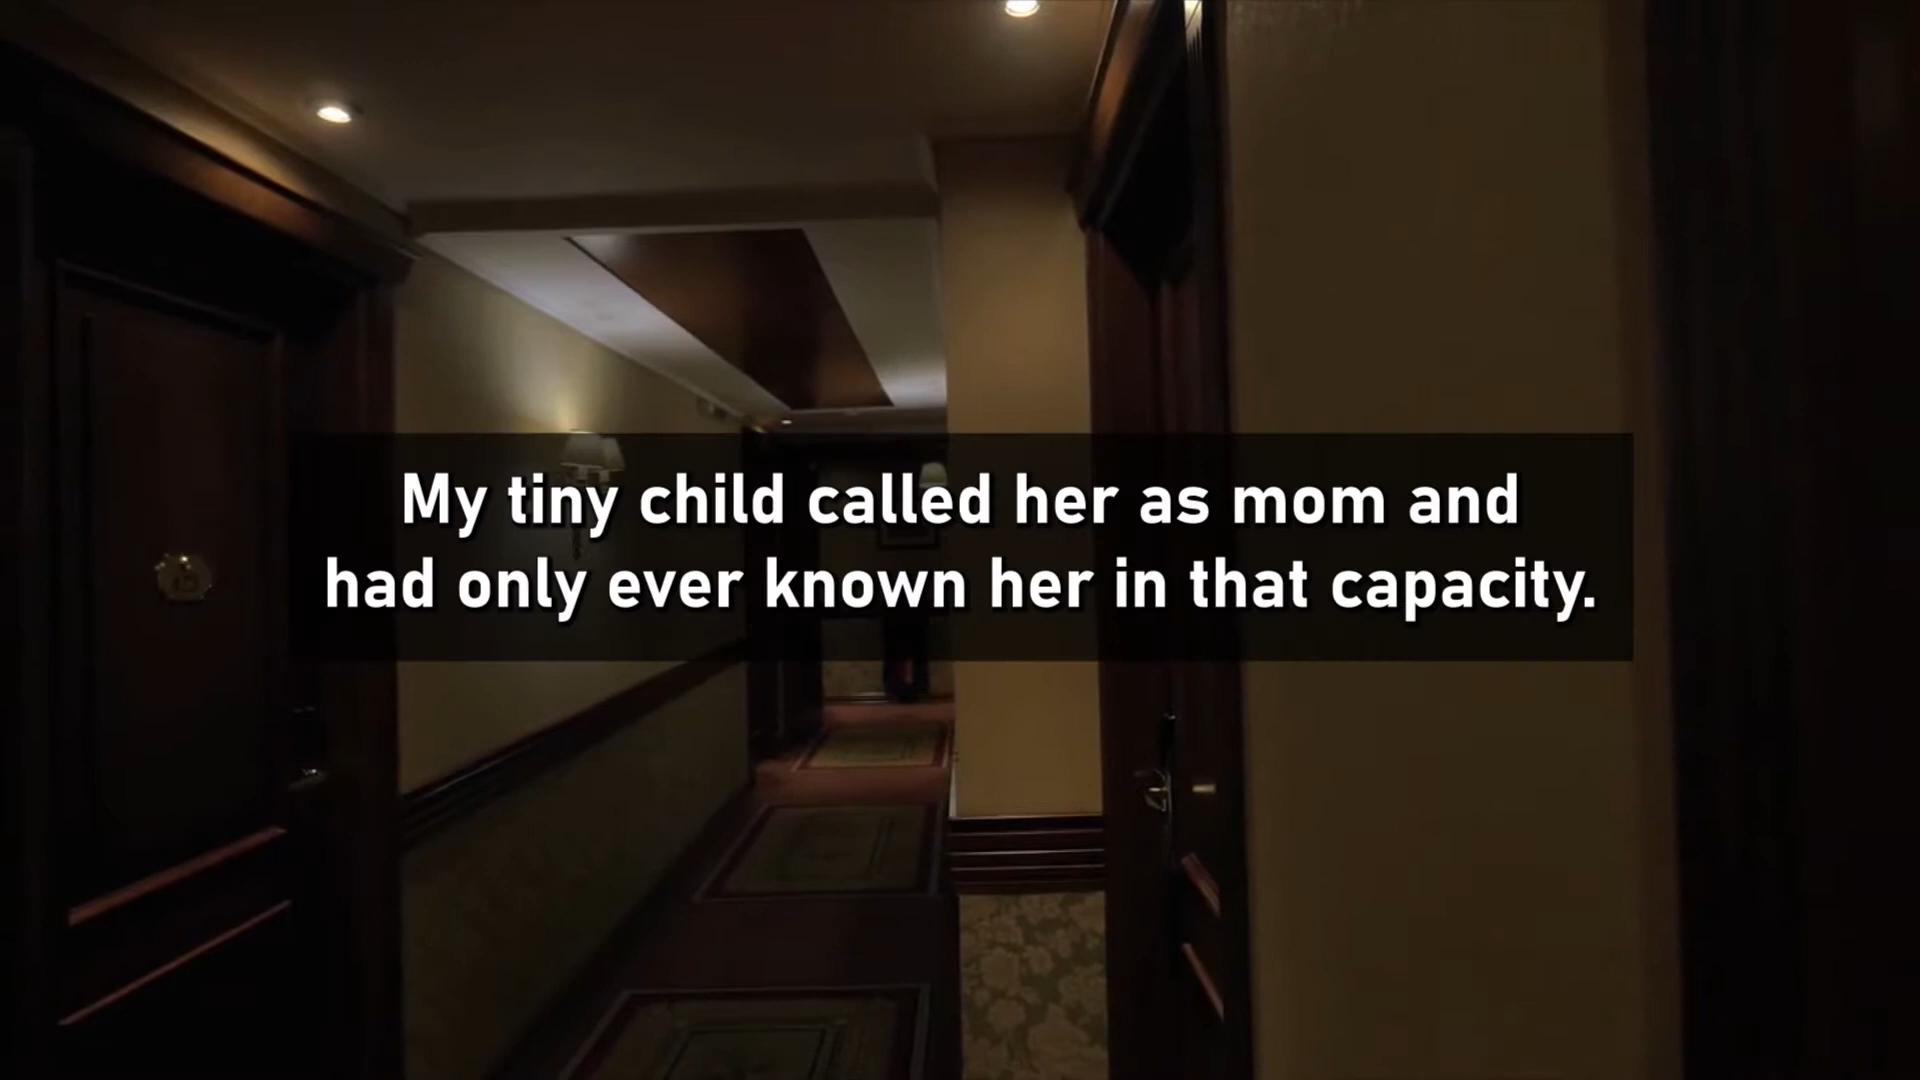 My tiny child called her as mom and
had only ever known her in that capacity.